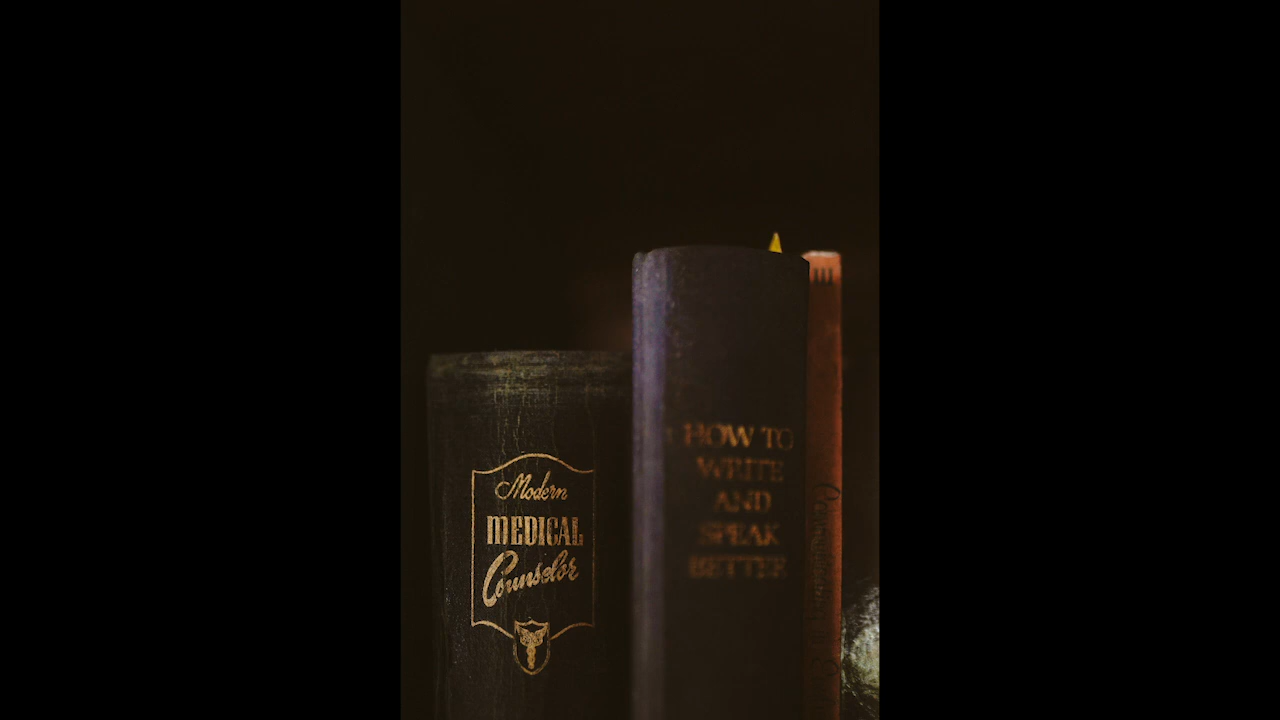 Modern
MEDICAL
Counselor
HOW TO
WRITE
AND
SPEAK
BETTER